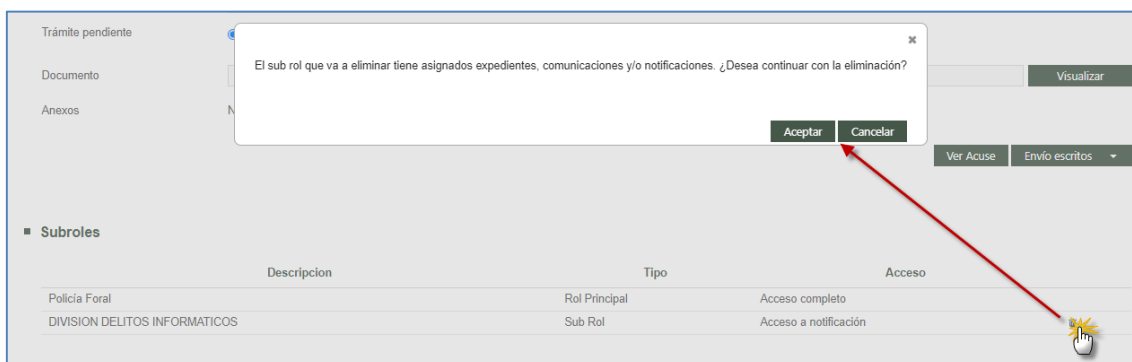 Trámite pendiente
El sub rol que va a eliminar tiene asignados expedientes, comunicaciones y/o notificaciones. ¿Desea continuar con la eliminación?
Documento
Visualizar
Anexos
N
Aceptar
Cancelar
Ver Acuse
Envío escritos
Subroles
Descripcion Tipo Acceso
Policía Foral Rol Principal Acceso completo
DIVISION DELITOS INFORMATICOS Sub Rol Acceso a notificación